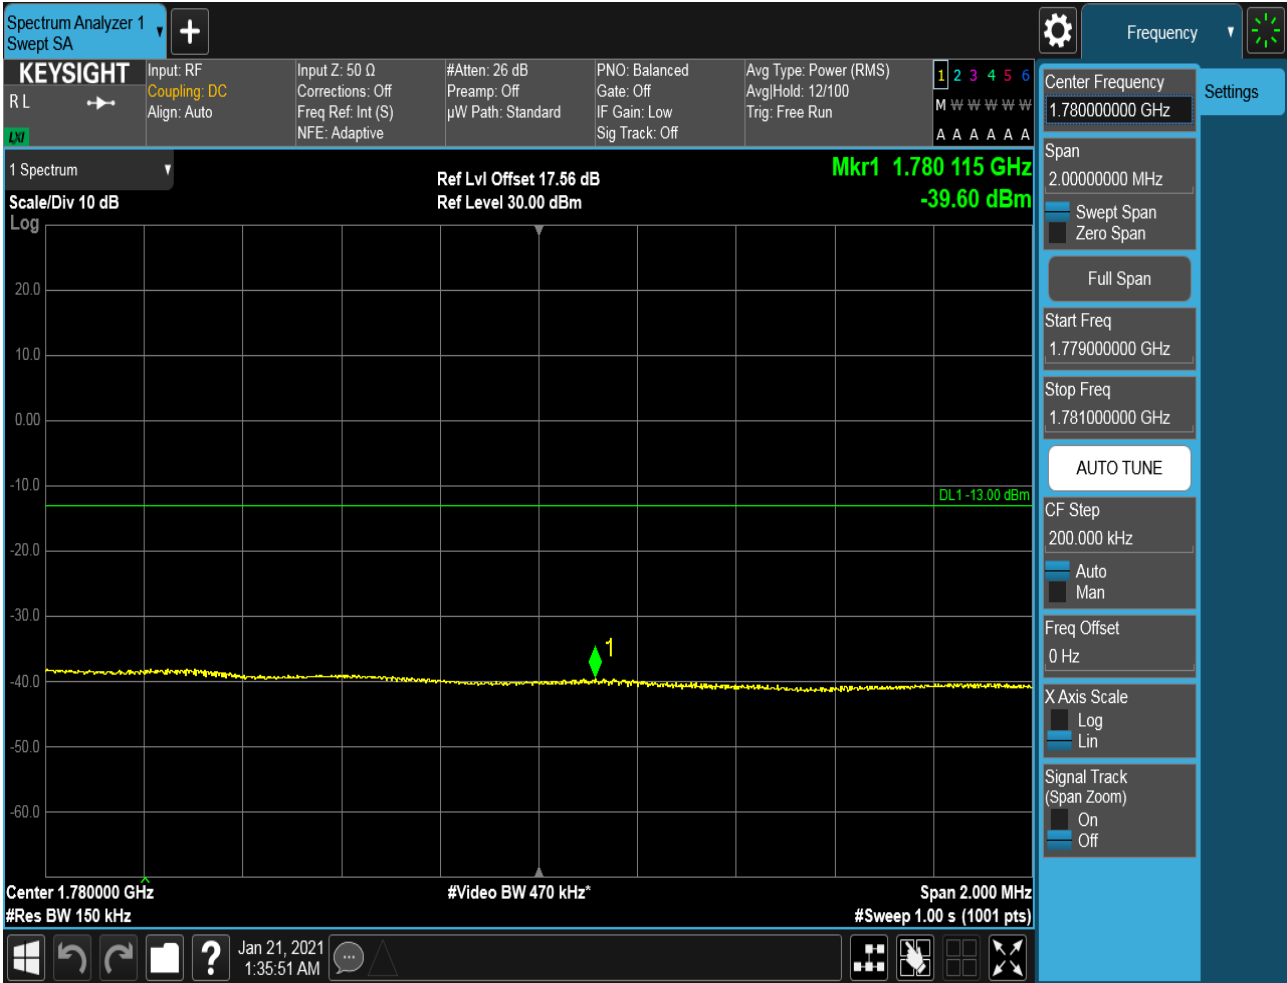 Spectrum Analyzer 1
Swept SA
Frequency
KEYSIGHT
R L
LXI
Input: RF
Coupling: DC
Align: Auto
Input Z: 50 Ω
Corrections: Off
Freq Ref: Int (S)
NFE: Adaptive
#Atten: 26 dB
Preamp: Off
µW Path: Standard
PNO: Balanced
Gate: Off
IF Gain: Low
Sig Track: Off
Avg Type: Power (RMS)
Avg|Hold: 12/100
Trig: Free Run
1 2 3 4 5 6
M W W W W W
A A A A A A
1 Spectrum
Scale/Div 10 dB
Log
Ref Lvl Offset 17.56 dB
Ref Level 30.00 dBm
Mkr1 1.780 115 GHz
-39.60 dBm
20.0
10.0
0.00
-10.0
DL1 -13.00 dBm
-20.0
-30.0
1
-40.0
-50.0
-60.0
Center 1.780000 GHz
#Res BW 150 kHz
#Video BW 470 kHz*
Span 2.000 MHz
#Sweep 1.00 s (1001 pts)
Center Frequency
1.780000000 GHz
Settings
Span
2.00000000 MHz
Swept Span
Zero Span
Full Span
Start Freq
1.779000000 GHz
Stop Freq
1.781000000 GHz
AUTO TUNE
CF Step
200.000 kHz
Auto
Man
Freq Offset
0 Hz
X Axis Scale
Log
Lin
Signal Track
(Span Zoom)
On
Off
?
Jan 21, 2021
1:35:51 AM